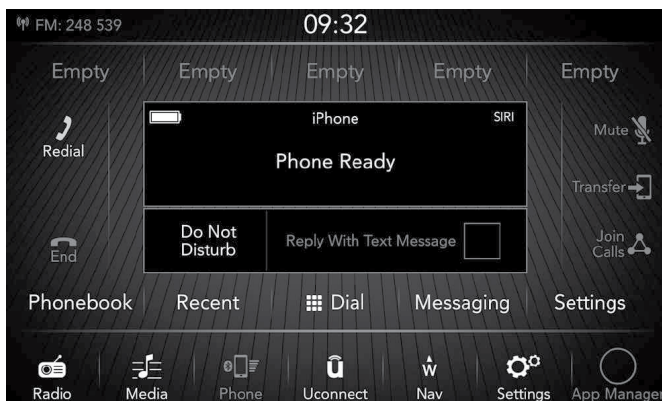 FM: 248 539
09:32
Empty Empty Empty Empty Empty
iPhone
SIRI
Phone Ready
Redial
Mute
Transfer
Do Not
Disturb
Reply With Text Message
End
Join
Calls
Phonebook Recent Dial Messaging Settings
Radio Media Phone Uconnect Nav Settings App Manager